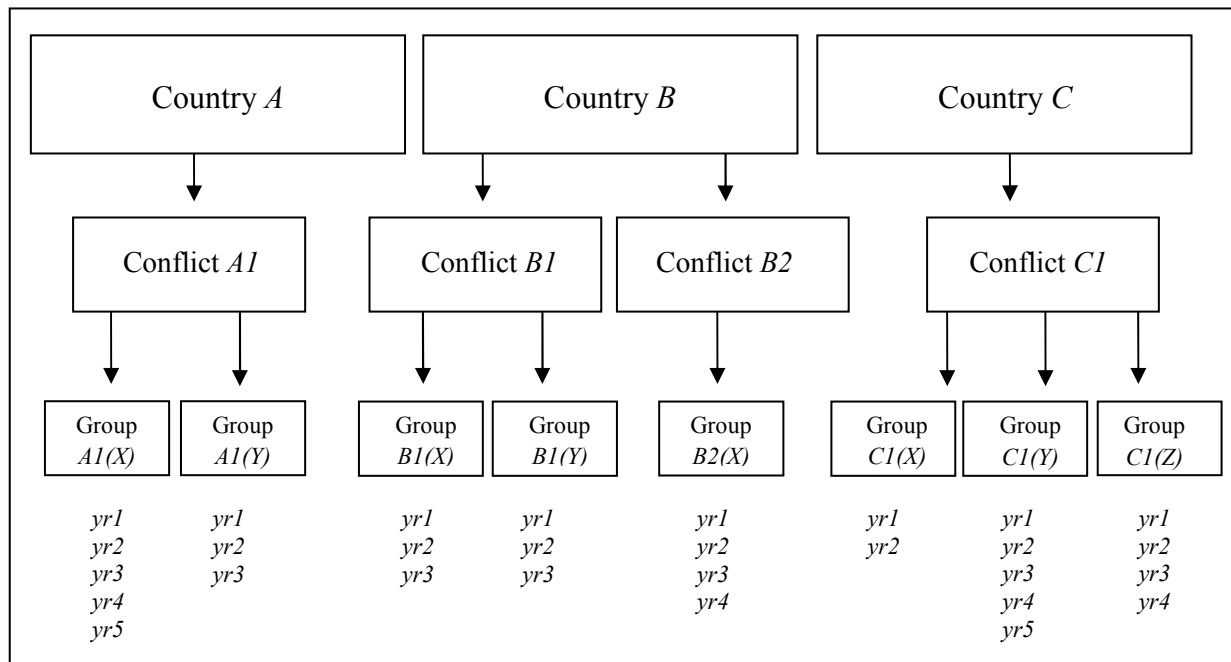 Country A
Country B
Country C
Conflict A1
Conflict B1
Conflict B2
Conflict C1
Group
A1(X)
Group
A1(Y)
Group
B1(X)
Group
B1(Y)
Group
B2(X)
Group
C1(X)
Group
C1(Y)
Group
C1(Z)
yr1
yr2
yr3
yr4
yr5
yr1
yr2
yr3
yr1
yr2
yr3
yr1
yr2
yr3
yr1
yr2
yr3
yr4
yr1
yr2
yr1
yr2
yr3
yr4
yr5
yr1
yr2
yr3
yr4